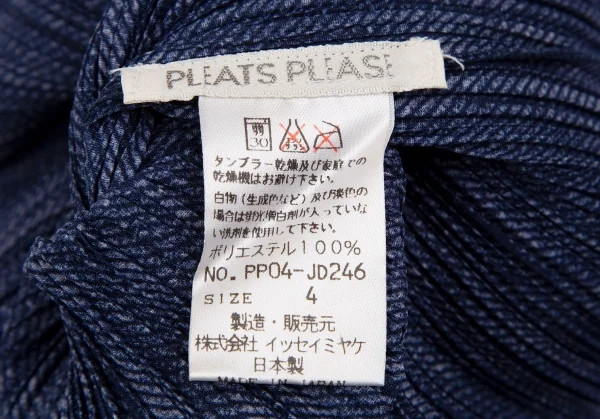 PLEATS PLEASE
30
タンブラー乾燥及び家庭での
乾燥機はお避け下さい。
白物(生成色など)及び淡色の
場合は蛍光増白剤が入っていな
い洗剤を使用して下さい。
ポリエステル100%
NO. PP04-JD246
SIZE 4
製造・販売元
株式会社 イッセイミヤケ
日本製
MADE IN JAPAN